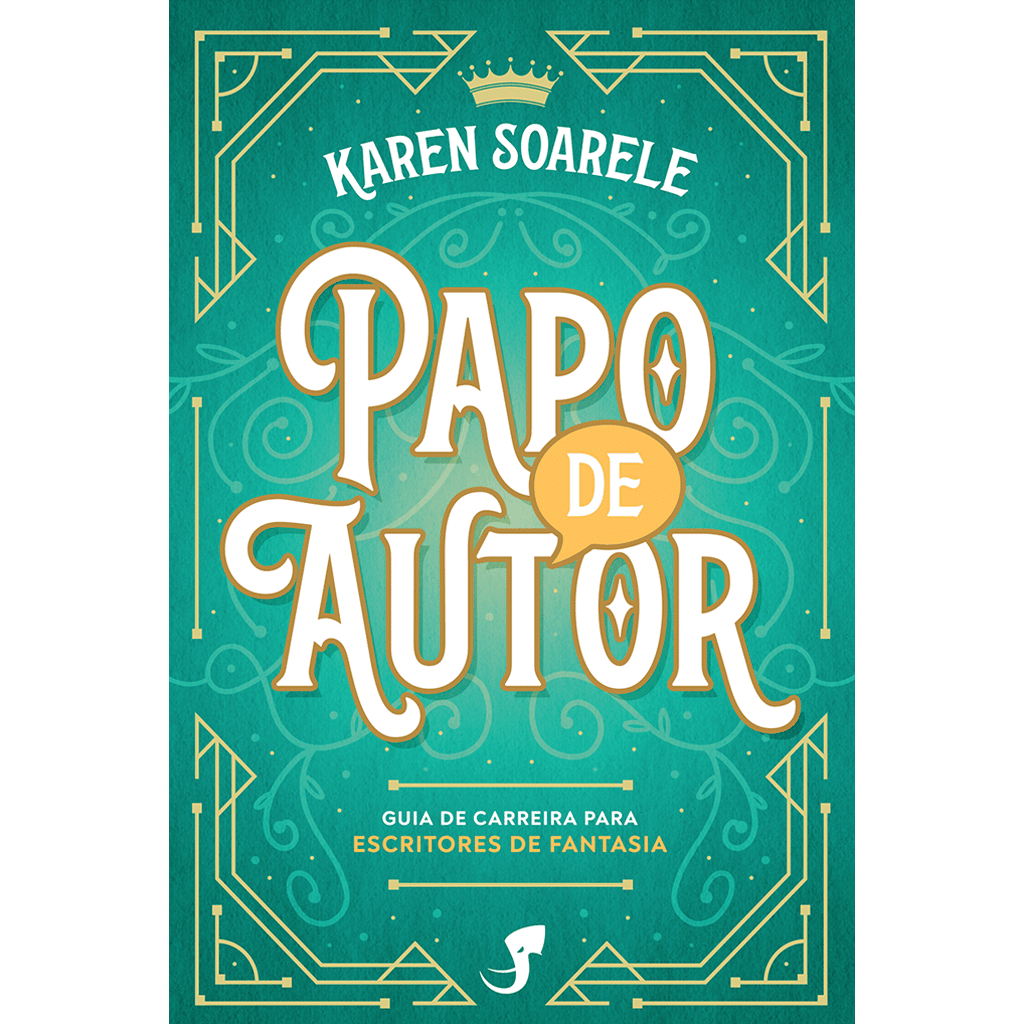 KAREN SOARELE
PAPO
DE
AUTOR
GUIA DE CARREIRA PARA
ESCRITORES DE FANTASIA